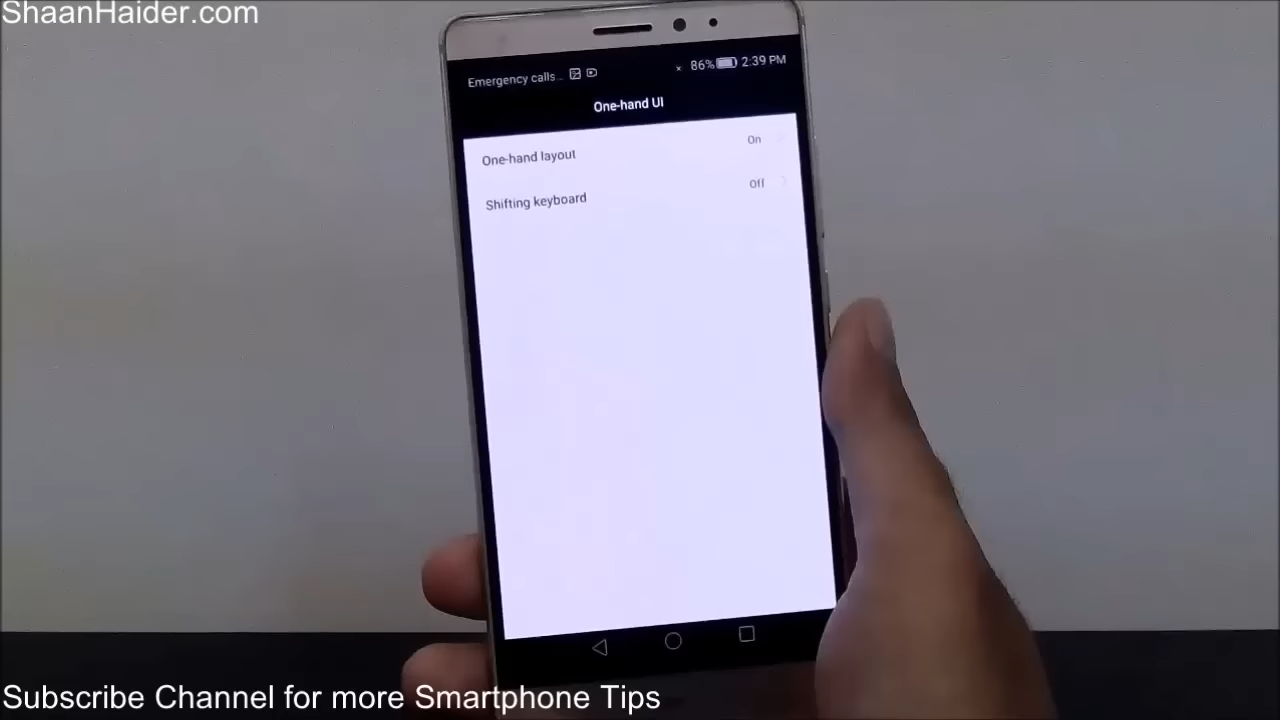 ShaanHaider.com
Emergency calls... 86% 2:39 PM
One-hand UI
One-hand layout On
Shifting keyboard Off
Subscribe Channel for more Smartphone Tips